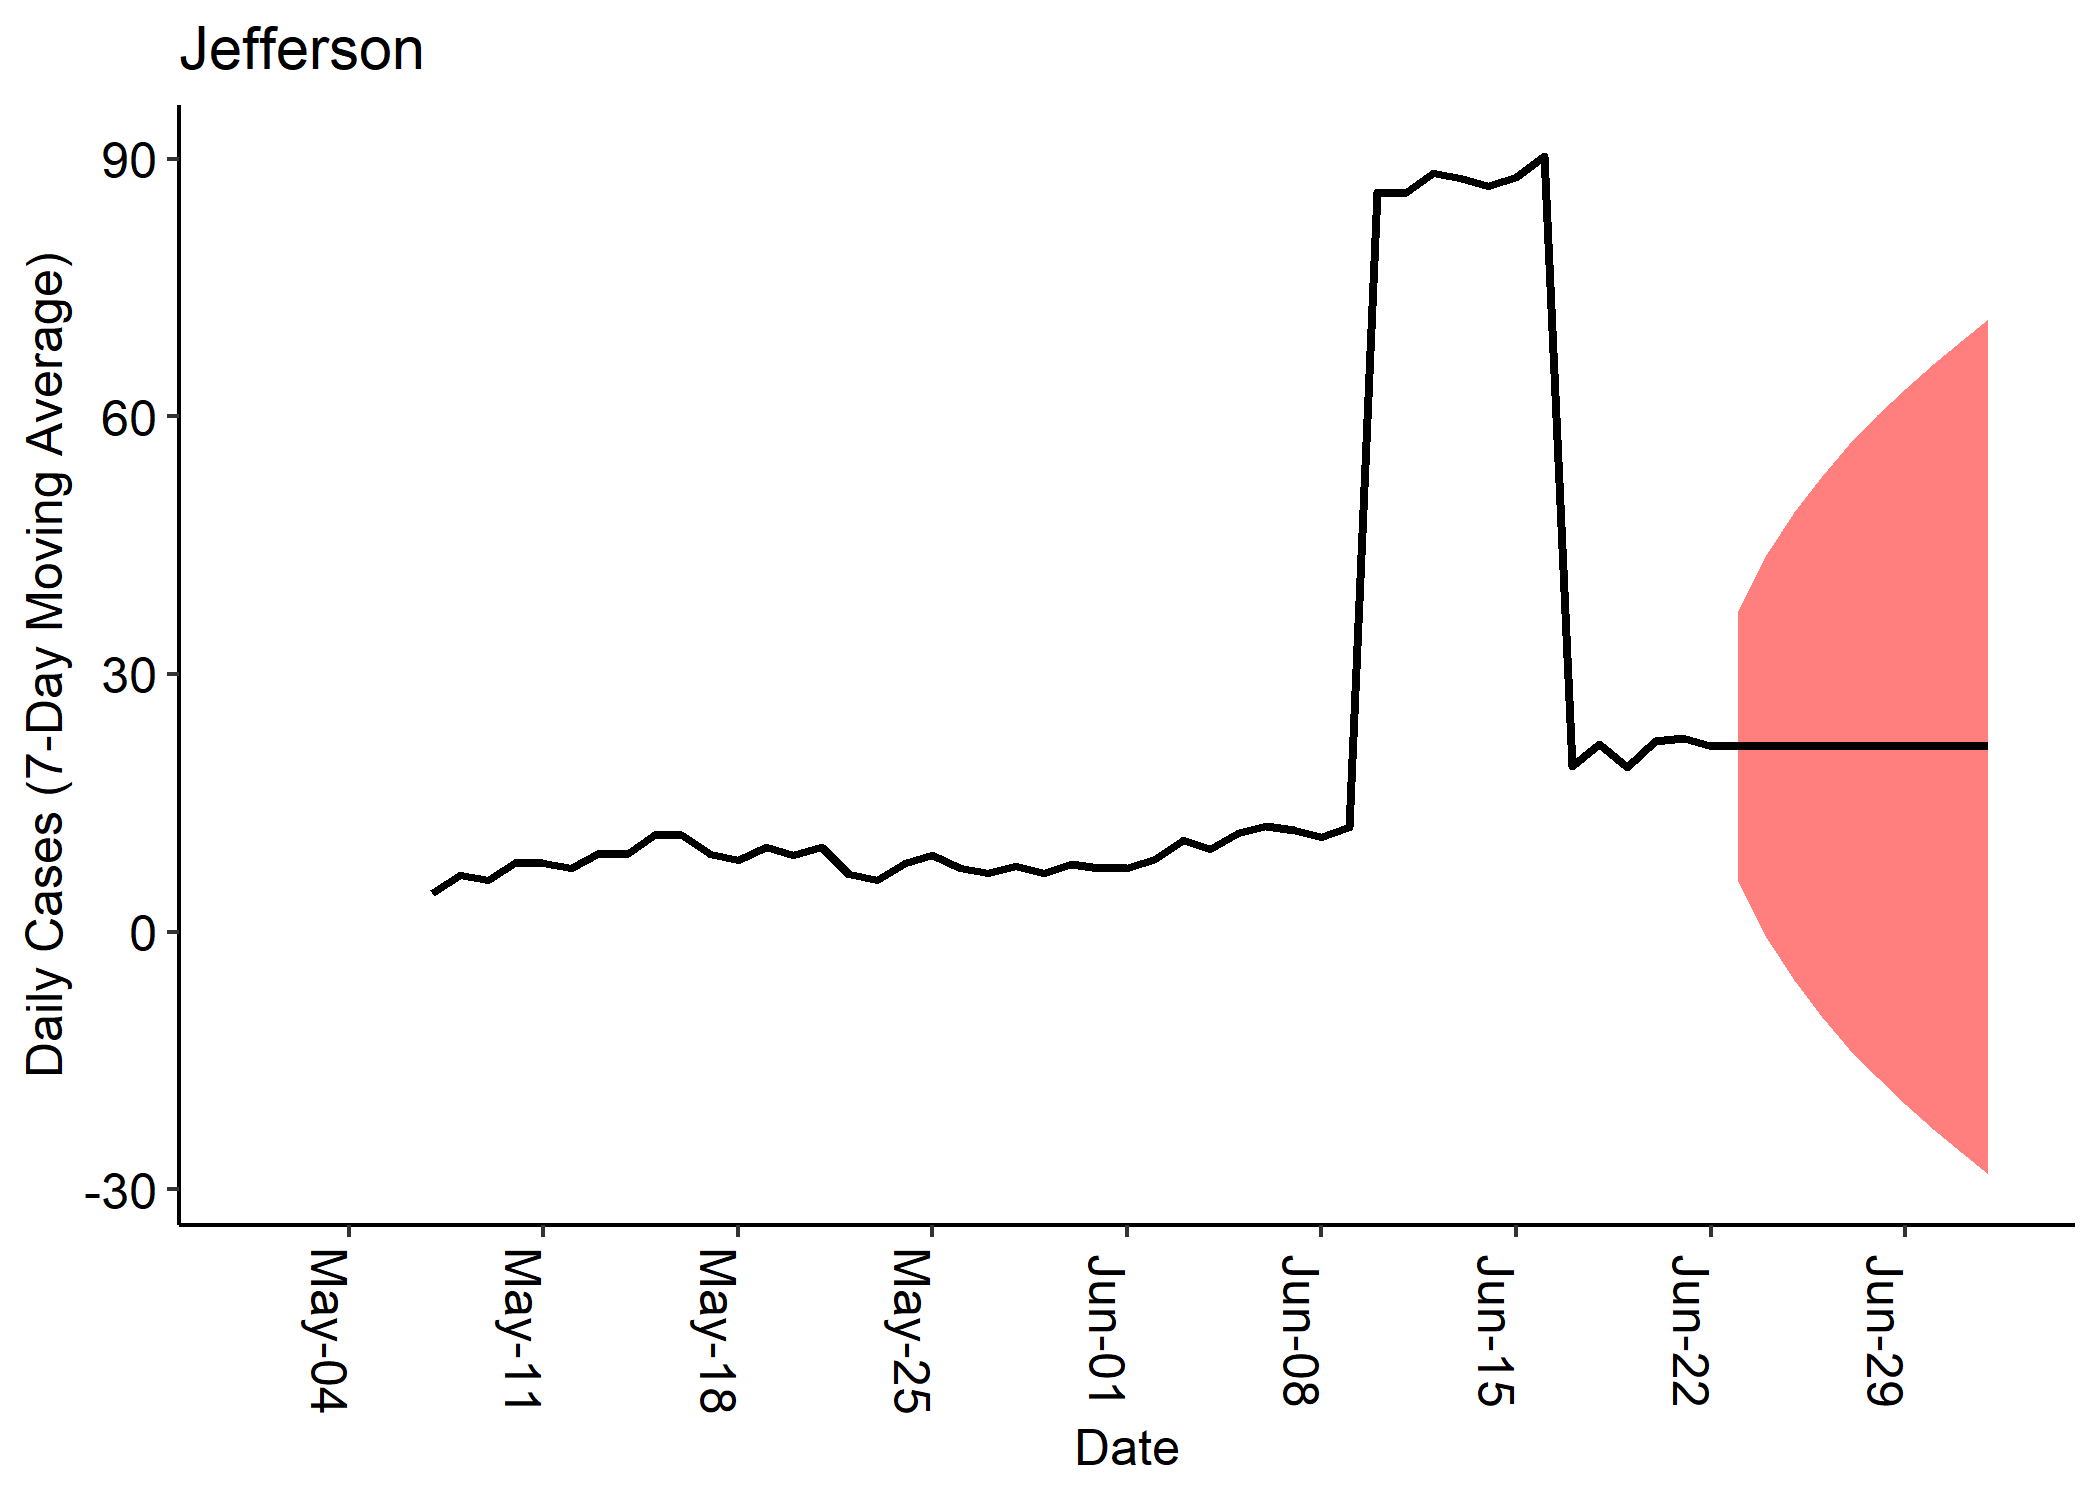 Jefferson
Daily Cases (7-Day Moving Average)
90
60
30
0
-30
May-04
May-11
May-18
May-25
Jun-01
Jun-08
Jun-15
Jun-22
Jun-29
Date